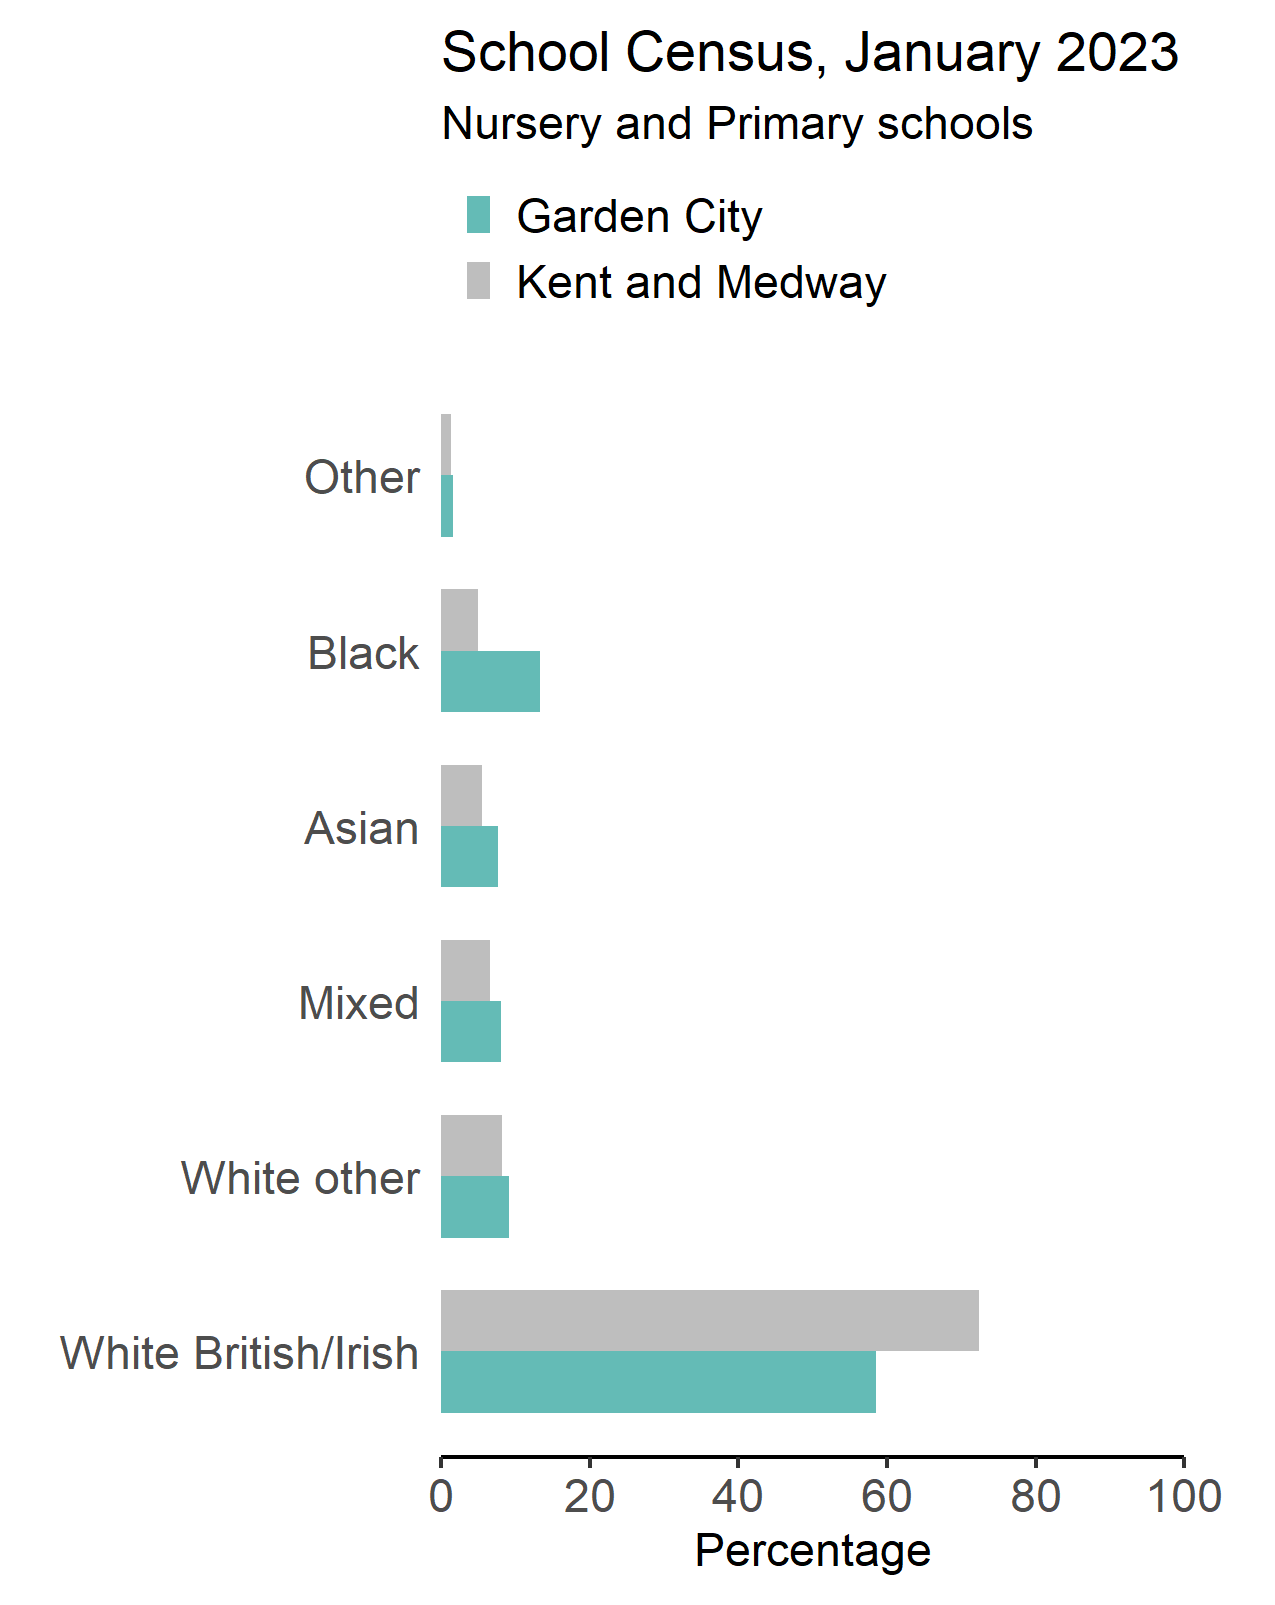 School Census, January 2023
Nursery and Primary schools
Garden City
Kent and Medway
Other
Black
Asian
Mixed
White other
White British/Irish
0 20 40 60 80 100
Percentage